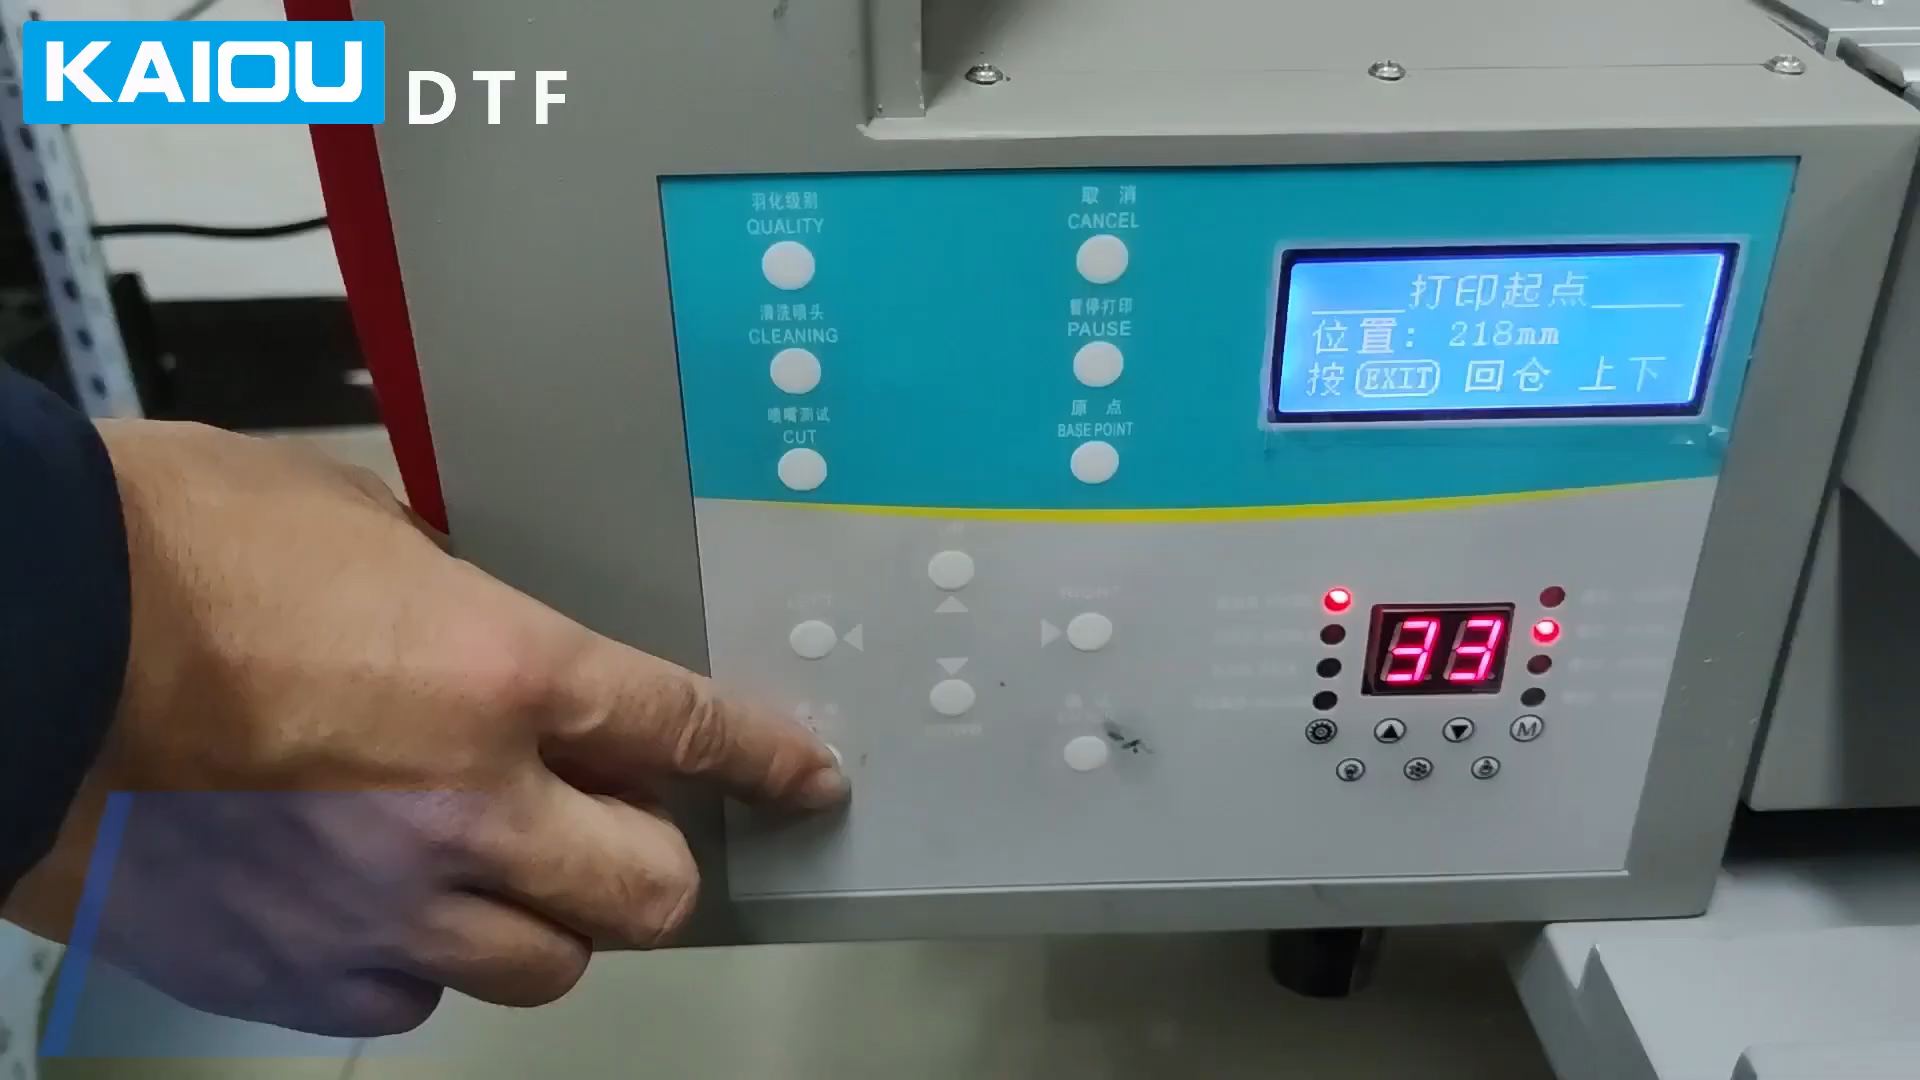 KAIOU DTF
羽化级别
QUALITY
取 消
CANCEL
清洗喷头
CLEANING
暂停打印
PAUSE
喷嘴测试
CUT
原 点
BASE POINT
打印起点
位置: 218mm
按 EXIT 回仓 上下
LEFT
RIGHT
33
M